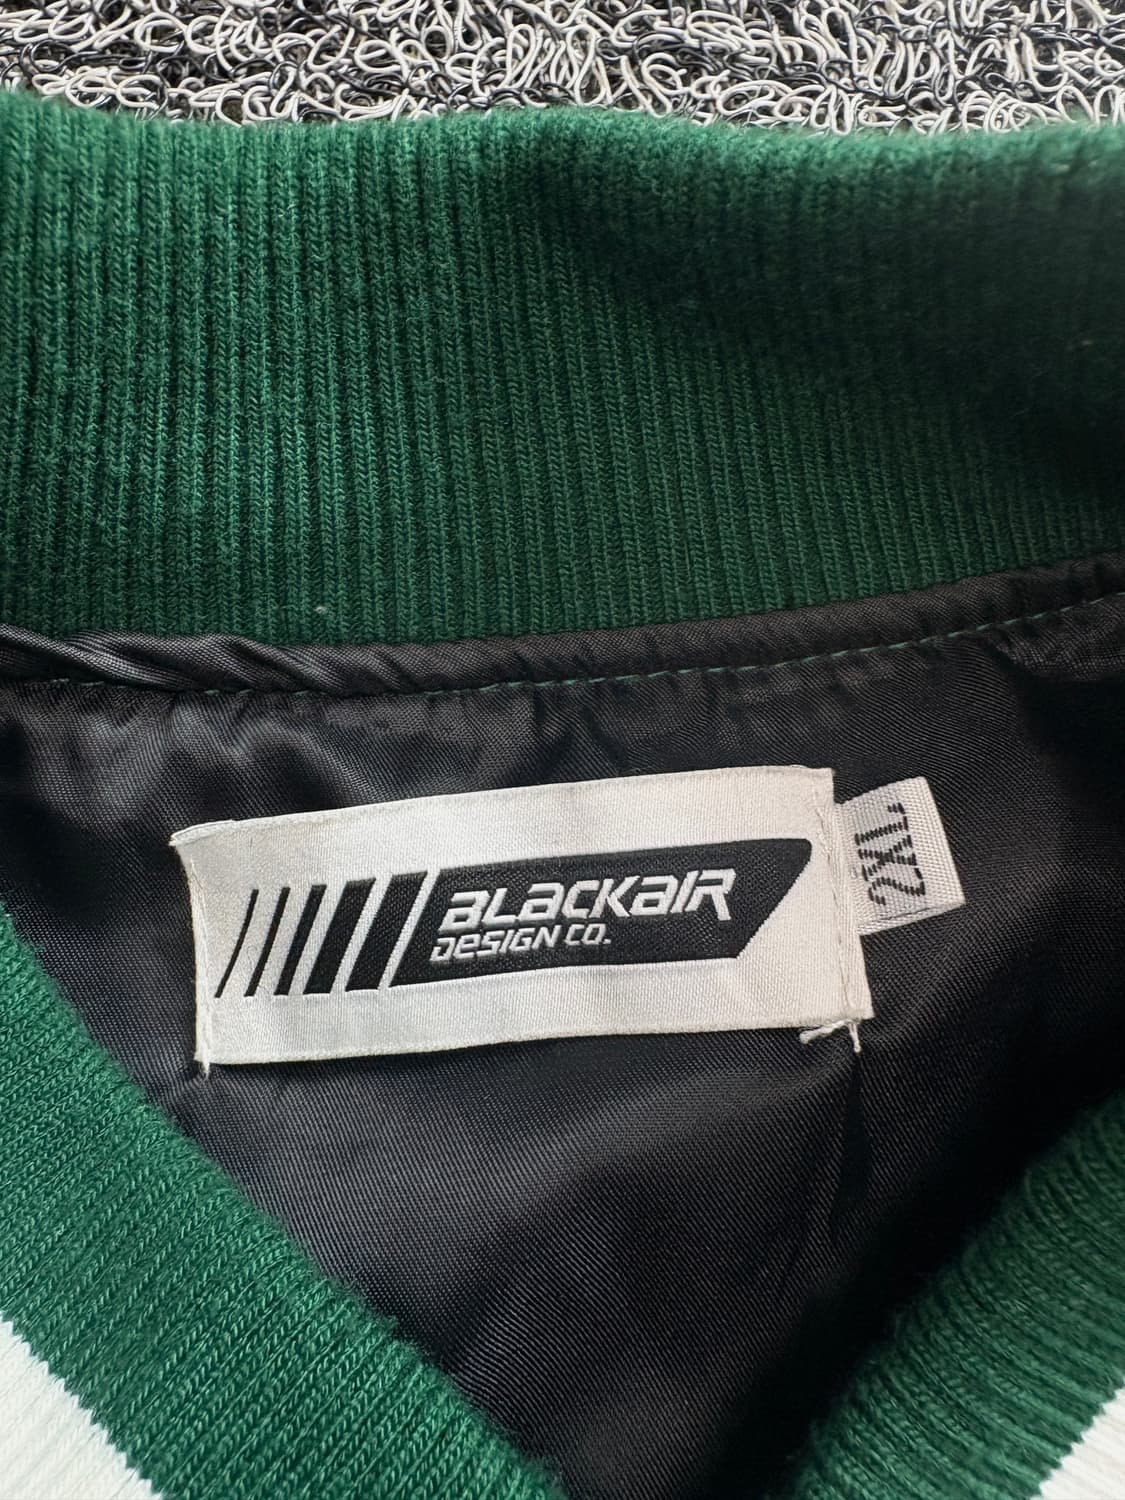 BLACKAIR
DESIGN CO.
2XL